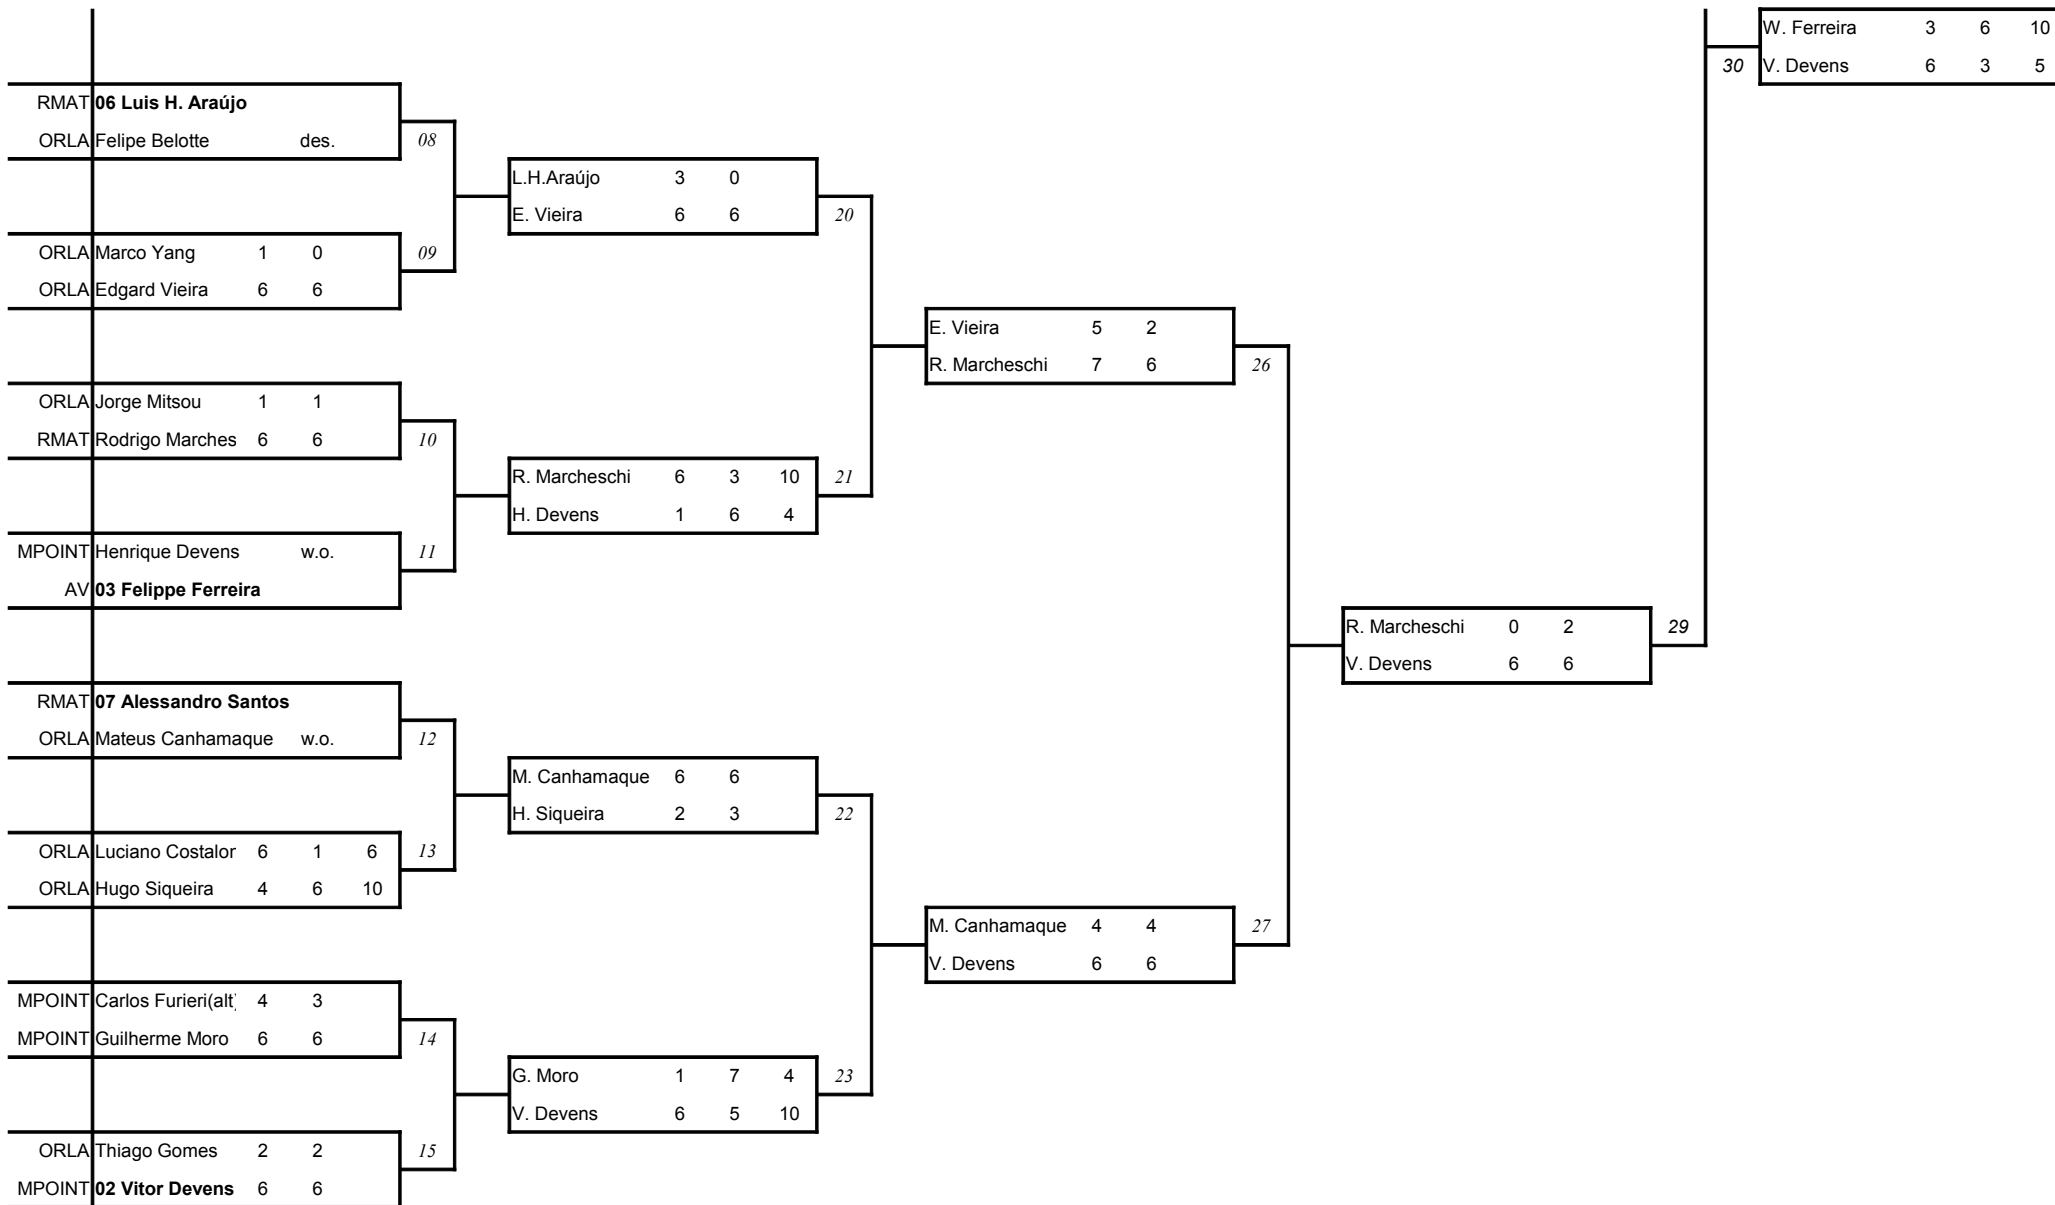 W. Ferreira 3 6 10
30 V. Devens 6 3 5
RMAT 06 Luis H. Araújo
ORLA Felipe Belotte des. 08
L.H.Araújo 3 0
E. Vieira 6 6 20
ORLA Marco Yang 1 0 09
ORLA Edgard Vieira 6 6
E. Vieira 5 2
R. Marcheschi 7 6 26
ORLA Jorge Mitsou 1 1
RMAT Rodrigo Marches 6 6 10
R. Marcheschi 6 3 10 21
H. Devens 1 6 4
MPOINT Henrique Devens w.o. 11
AV 03 Felippe Ferreira
R. Marcheschi 0 2 29
V. Devens 6 6
RMAT 07 Alessandro Santos
ORLA Mateus Canhamaque w.o. 12
M. Canhamaque 6 6
H. Siqueira 2 3 22
ORLA Luciano Costalor 6 1 6 13
ORLA Hugo Siqueira 4 6 10
M. Canhamaque 4 4 27
V. Devens 6 6
MPOINT Carlos Furieri(alt) 4 3
MPOINT Guilherme Moro 6 6 14
G. Moro 1 7 4 23
V. Devens 6 5 10
ORLA Thiago Gomes 2 2 15
MPOINT 02 Vitor Devens 6 6